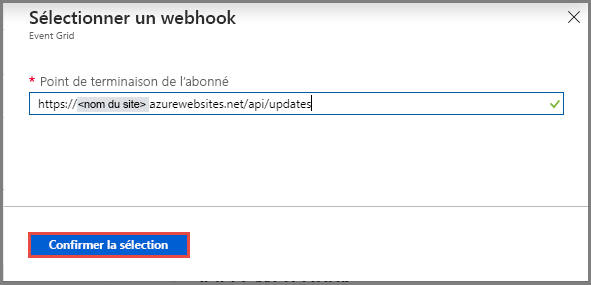 Sélectionner un webhook
Event Grid
* Point de terminaison de l'abonné
https://<nom du site>.azurewebsites.net/api/updates
Confirmer la sélection